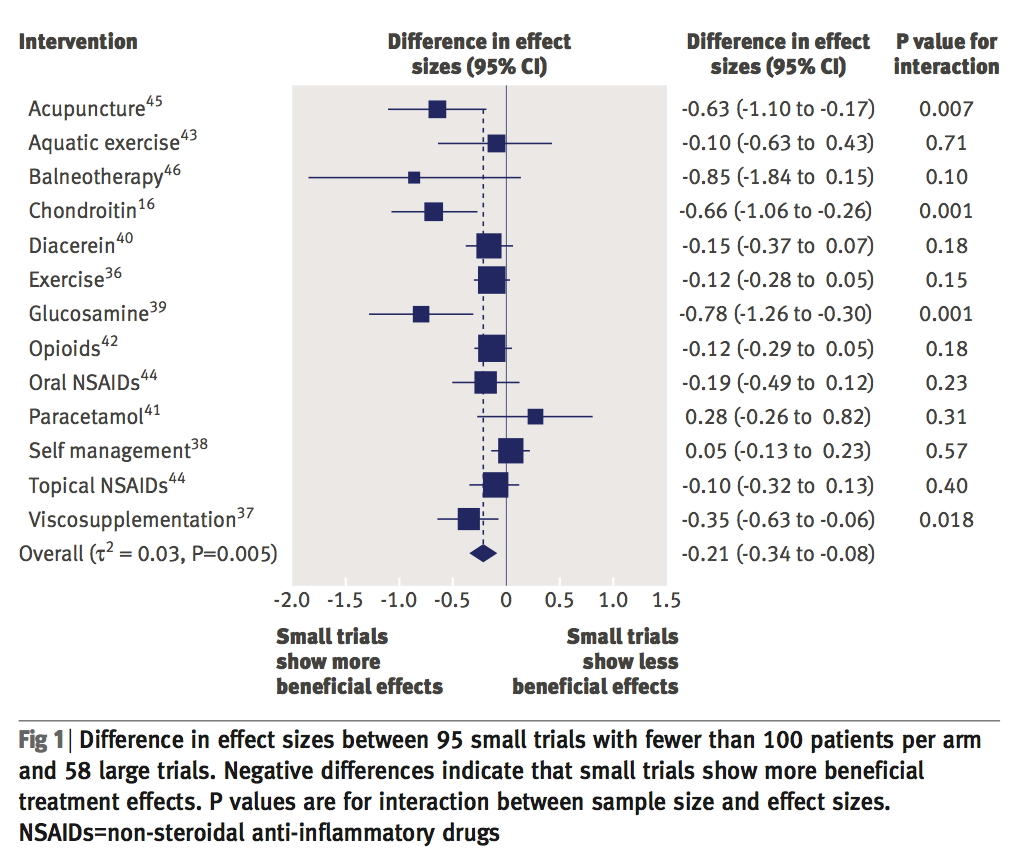 Intervention Difference in effect sizes (95% CI) Difference in effect sizes (95% CI) P value for interaction
Acupuncture45 -0.63 (-1.10 to -0.17) 0.007
Aquatic exercise43 -0.10 (-0.63 to 0.43) 0.71
Balneotherapy46 -0.85 (-1.84 to 0.15) 0.10
Chondroitin16 -0.66 (-1.06 to -0.26) 0.001
Diacerein40 -0.15 (-0.37 to 0.07) 0.18
Exercise36 -0.12 (-0.28 to 0.05) 0.15
Glucosamine39 -0.78 (-1.26 to -0.30) 0.001
Opioids42 -0.12 (-0.29 to 0.05) 0.18
Oral NSAIDs44 -0.19 (-0.49 to 0.12) 0.23
Paracetamol41 0.28 (-0.26 to 0.82) 0.31
Self management38 0.05 (-0.13 to 0.23) 0.57
Topical NSAIDs44 -0.10 (-0.32 to 0.13) 0.40
Viscosupplementation37 -0.35 (-0.63 to -0.06) 0.018
Overall (τ2 = 0.03, P=0.005) -0.21 (-0.34 to -0.08)
-2.0 -1.5 -1.0 -0.5 0 0.5 1.0 1.5
Small trials show more beneficial effects
Small trials show less beneficial effects
Fig 1| Difference in effect sizes between 95 small trials with fewer than 100 patients per arm
and 58 large trials. Negative differences indicate that small trials show more beneficial
treatment effects. P values are for interaction between sample size and effect sizes.
NSAIDs=non-steroidal anti-inflammatory drugs